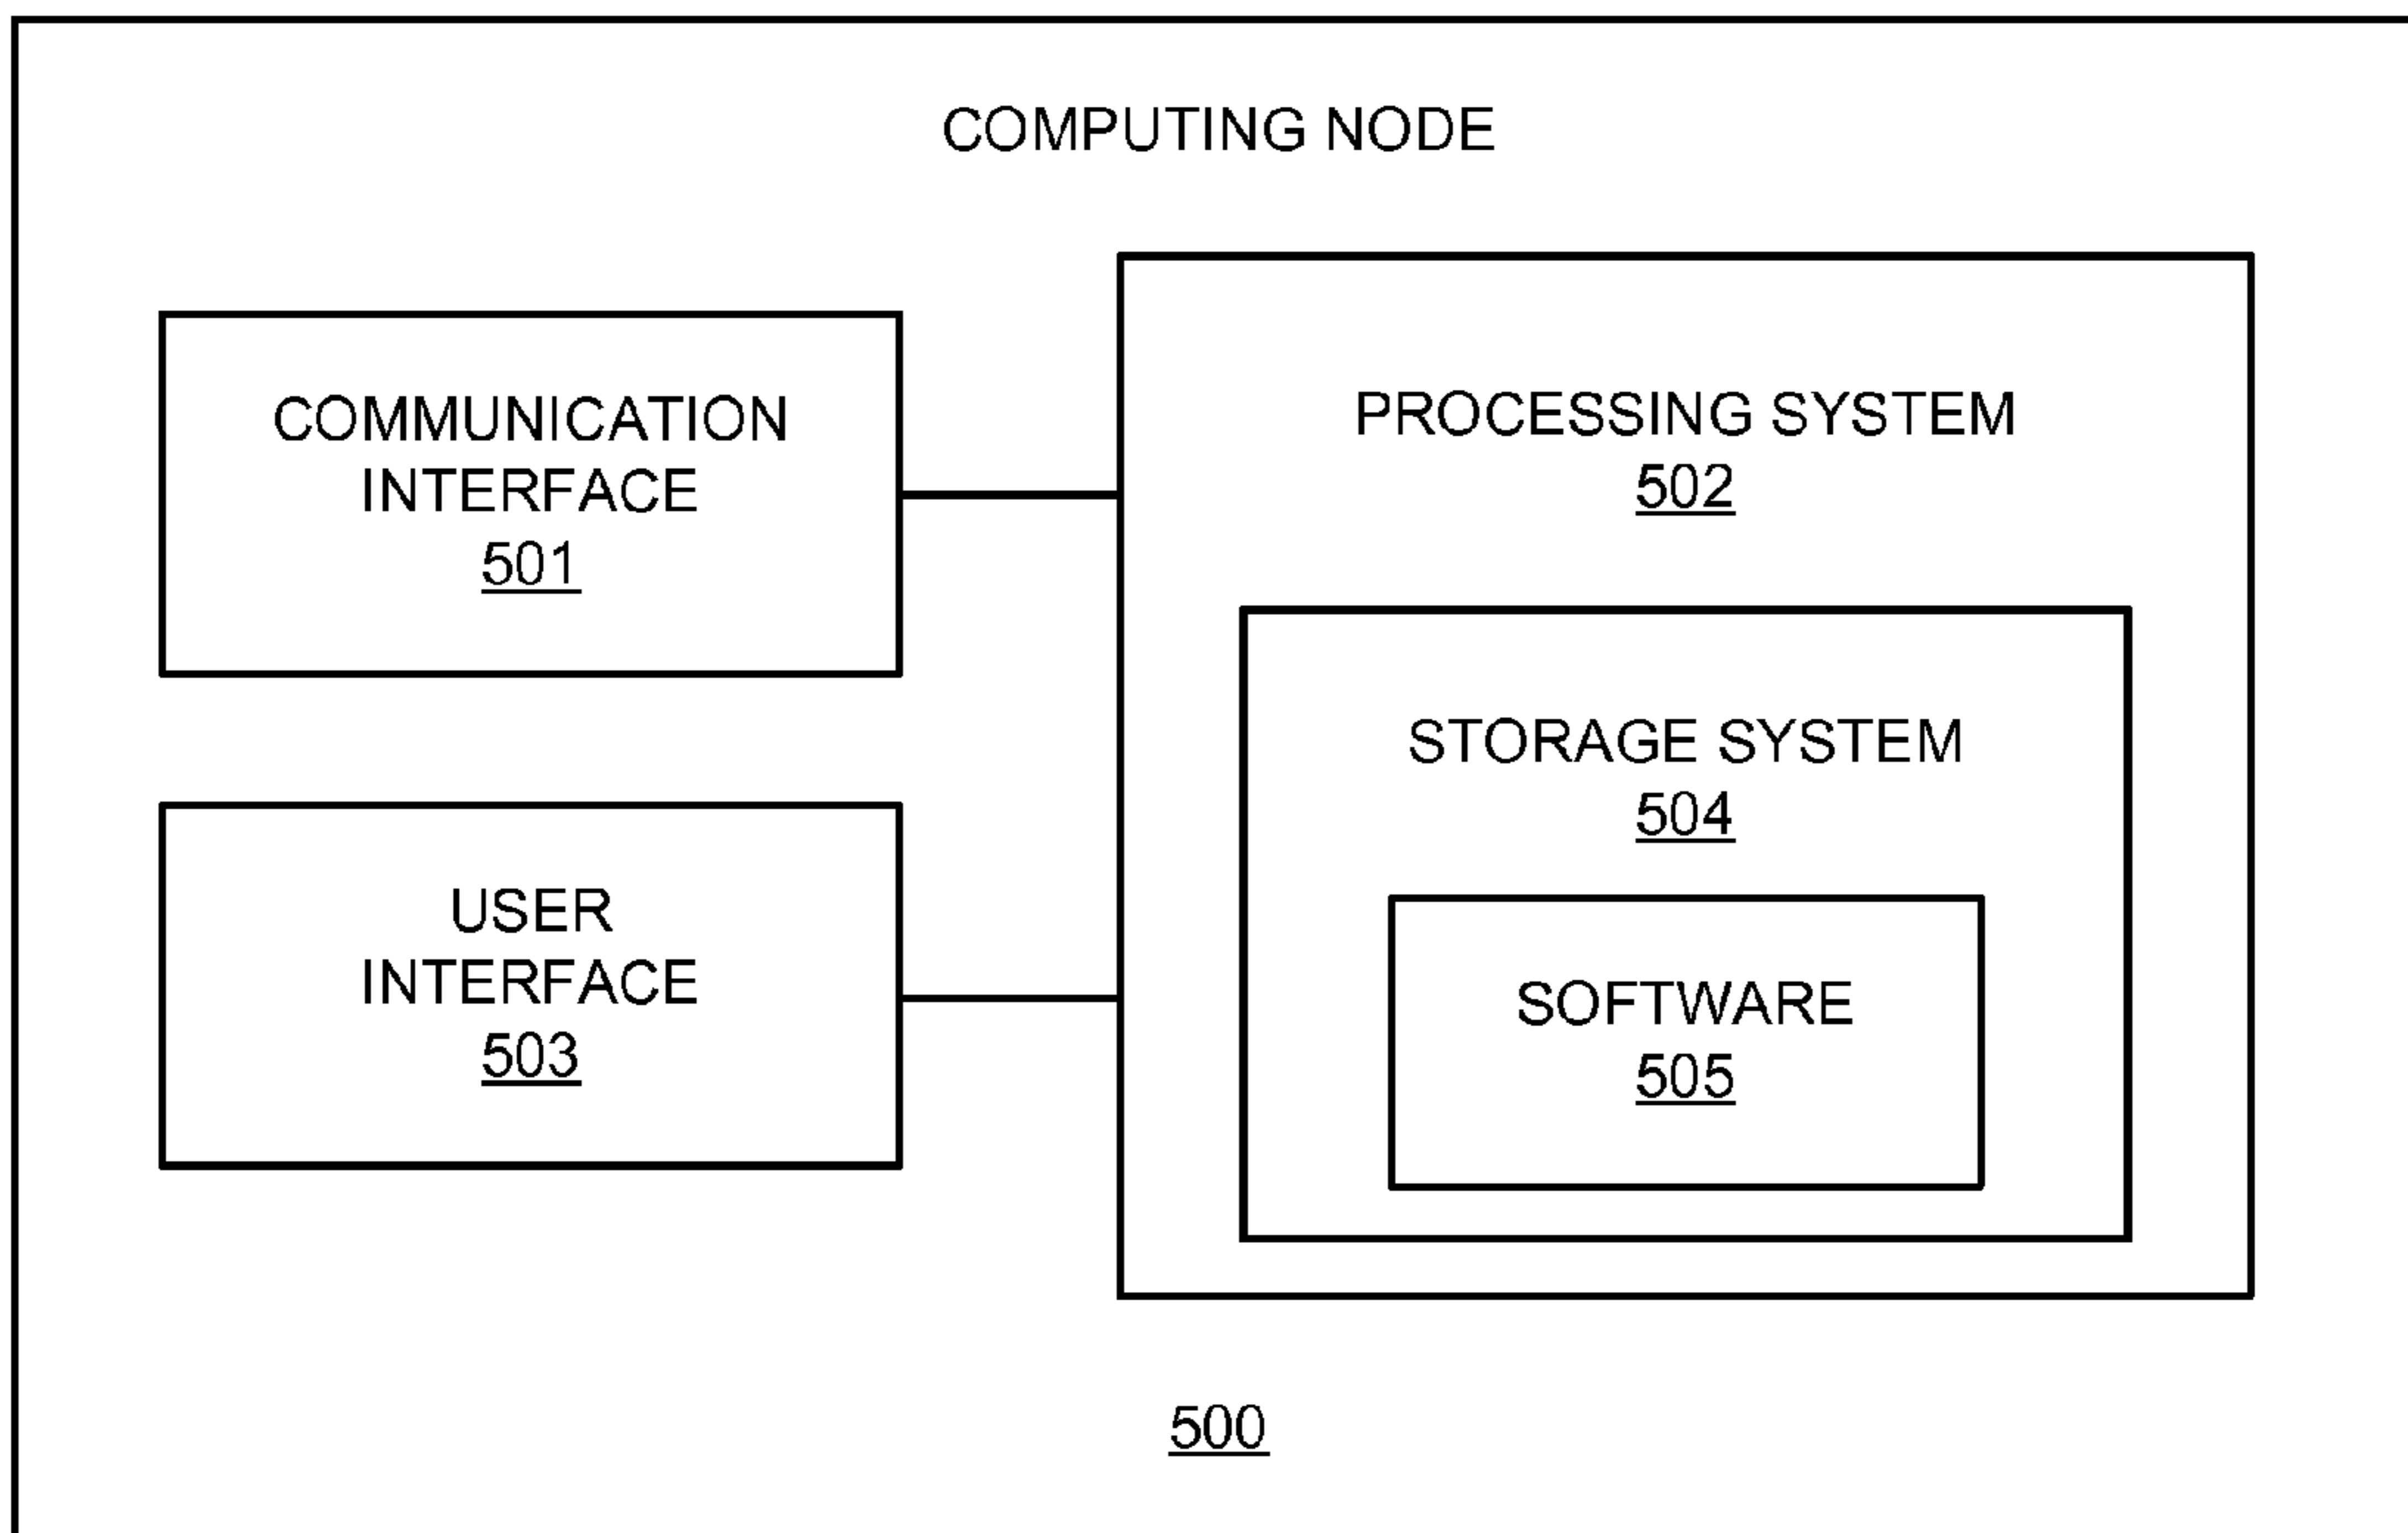 COMPUTING NODE
COMMUNICATION
INTERFACE
501
USER
INTERFACE
503
PROCESSING SYSTEM
502
STORAGE SYSTEM
504
SOFTWARE
505
500